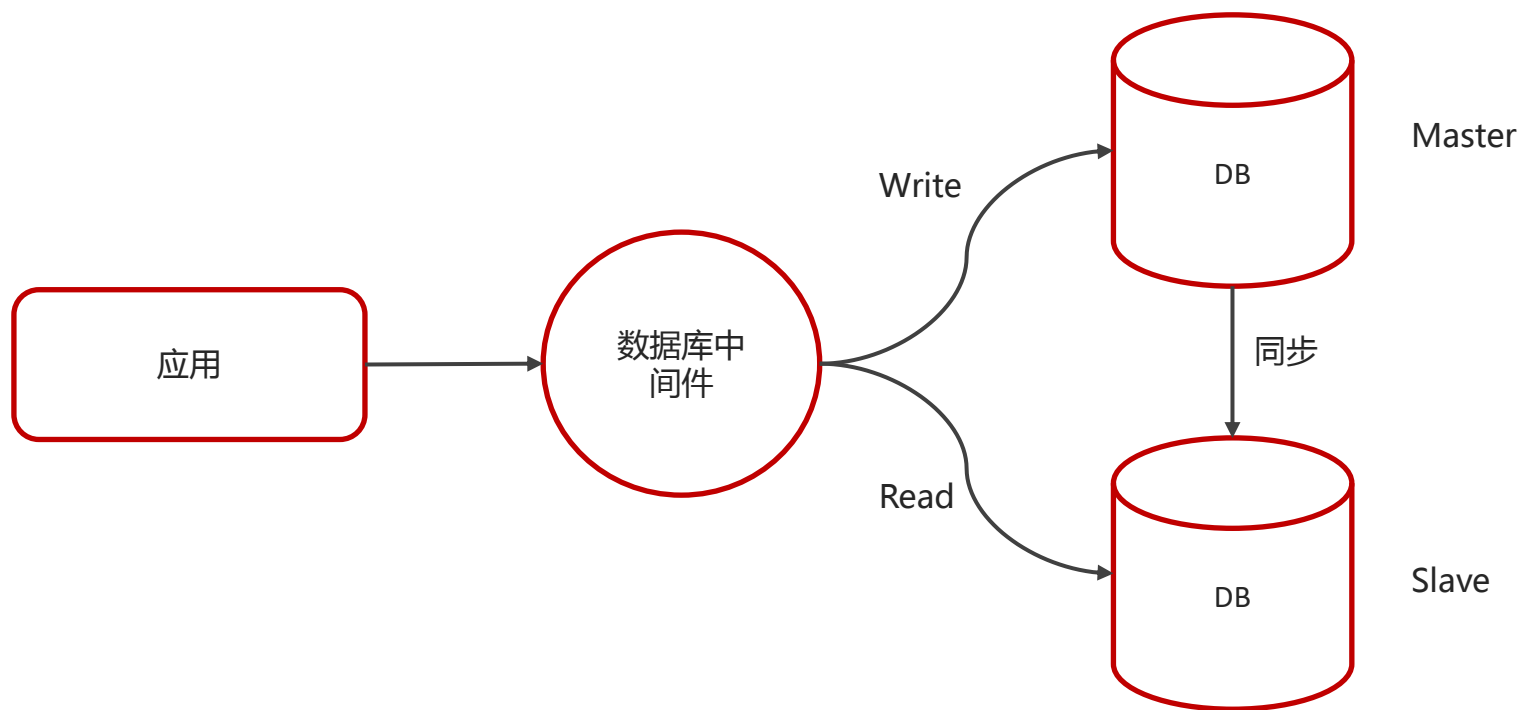 应用
数据库中
间件
Write
Read
DB
Master
同步
DB
Slave